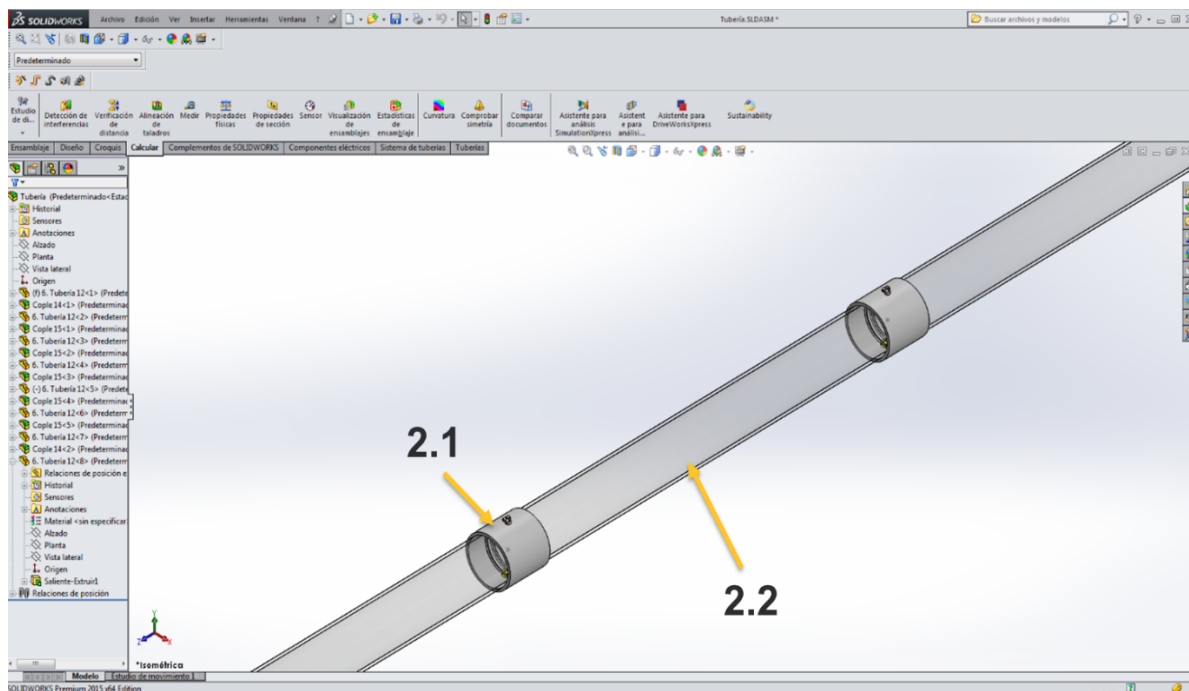 SOLIDWORKS Archivo Edición Ver Insertar Herramientas Ventana ? Tubería.SLDASM * Buscar archivos y modelos
Predeterminado
Estudio de di...
Detección de interferencias
Verificación de distancia
Alineación de taladros
Medir
Propiedades físicas
Propiedades de sección
Sensor
Visualización de ensamblajes
Estadísticas de ensamblaje
Curvatura
Comprobar simetría
Comparar documentos
Asistente para análisis SimulationXpress
Asistent e para análisi...
Asistente para DriveWorksXpress
Sustainability
Ensamblaje Diseño Croquis Calcular Complementos de SOLIDWORKS Componentes eléctricos Sistema de tuberías Tuberías
Tubería (Predeterminado<Estac
Historial
Sensores
Anotaciones
Alzado
Planta
Vista lateral
Origen
(f) 6. Tubería 12<1> (Predete
Cople 14<1> (Predeterminac
6. Tubería 12<2> (Predeterm
Cople 15<1> (Predeterminac
6. Tubería 12<3> (Predeterm
Cople 15<2> (Predeterminac
6. Tubería 12<4> (Predeterm
Cople 15<3> (Predeterminac
(-) 6. Tubería 12<5> (Predete
Cople 15<4> (Predeterminac
6. Tubería 12<6> (Predeterm
Cople 15<5> (Predeterminac
6. Tubería 12<7> (Predeterm
Cople 14<2> (Predeterminac
6. Tubería 12<8> (Predeterm
Relaciones de posición e
Historial
Sensores
Anotaciones
Material <sin especificar
Alzado
Planta
Vista lateral
Origen
Saliente-Extruir1
Relaciones de posición
2.1
2.2
*Isométrica
Modelo Estudio de movimiento 1
SOLIDWORKS Premium 2015 x64 Edition